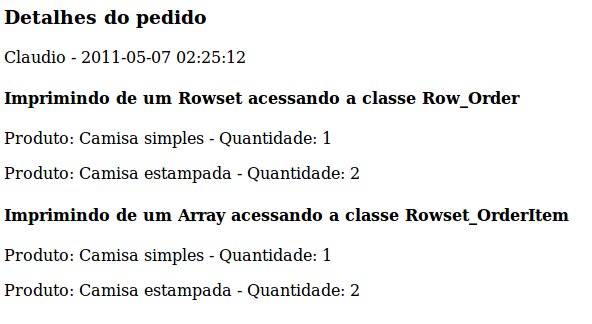 Detalhes do pedido
Claudio - 2011-05-07 02:25:12
Imprimindo de um Rowset acessando a classe Row_Order
Produto: Camisa simples - Quantidade: 1
Produto: Camisa estampada - Quantidade: 2
Imprimindo de um Array acessando a classe Rowset_OrderItem
Produto: Camisa simples - Quantidade: 1
Produto: Camisa estampada - Quantidade: 2